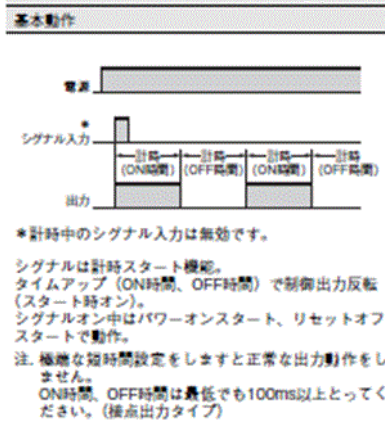 基本動作
電源
*
シグナル入力
計時 計時 計時 計時
(ON時間) (OFF時間) (ON時間) (OFF時間)
出力
*計時中のシグナル入力は無効です。
シグナルは計時スタート機能。
タイムアップ（ON時間、OFF時間）で制御出力反転
(スタート時オン)。
シグナルオン中はパワーオンスタート、リセットオフ
スタートで動作。
注. 極端な短時間設定をしますと正常な出力動作をし
ません。
ON時間、OFF時間は最低でも100ms以上とってく
ださい。(接点出力タイプ)